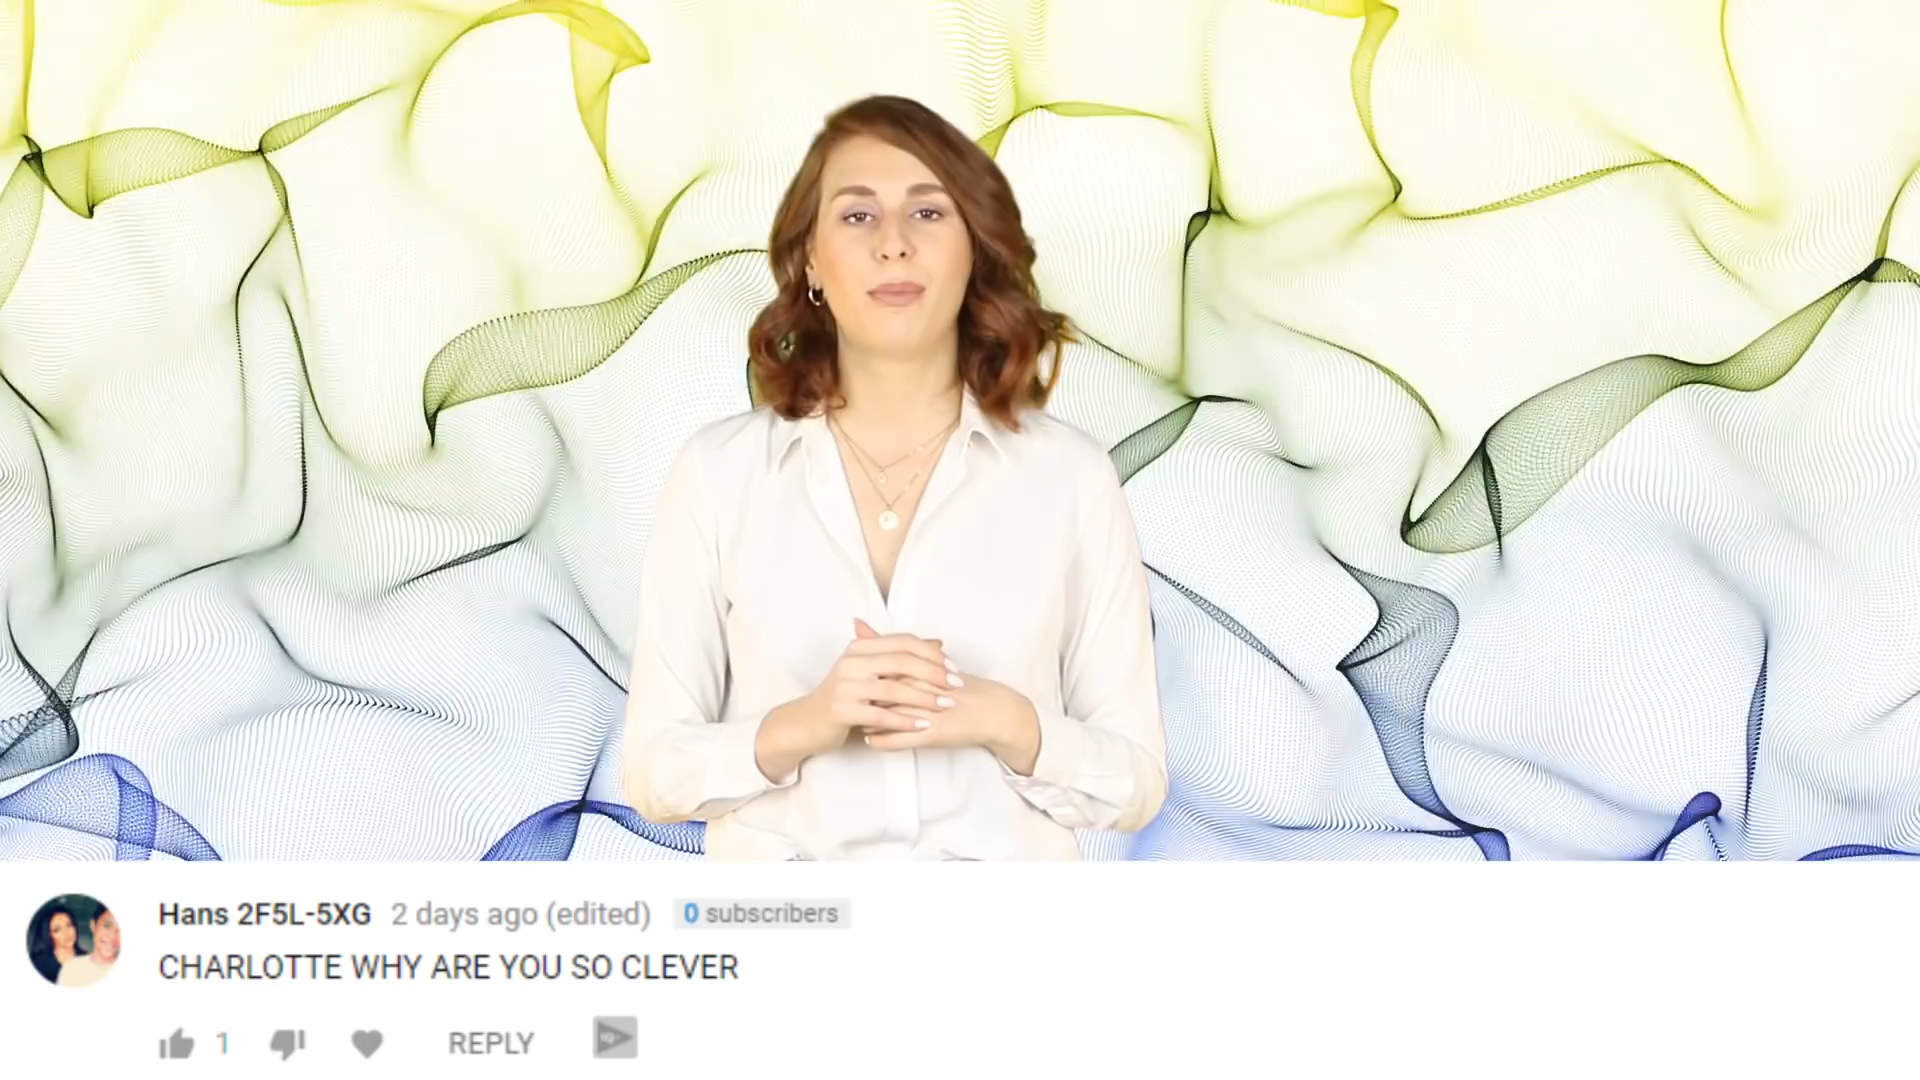 Hans 2F5L-5XG 2 days ago (edited) 0 subscribers
CHARLOTTE WHY ARE YOU SO CLEVER
1 REPLY